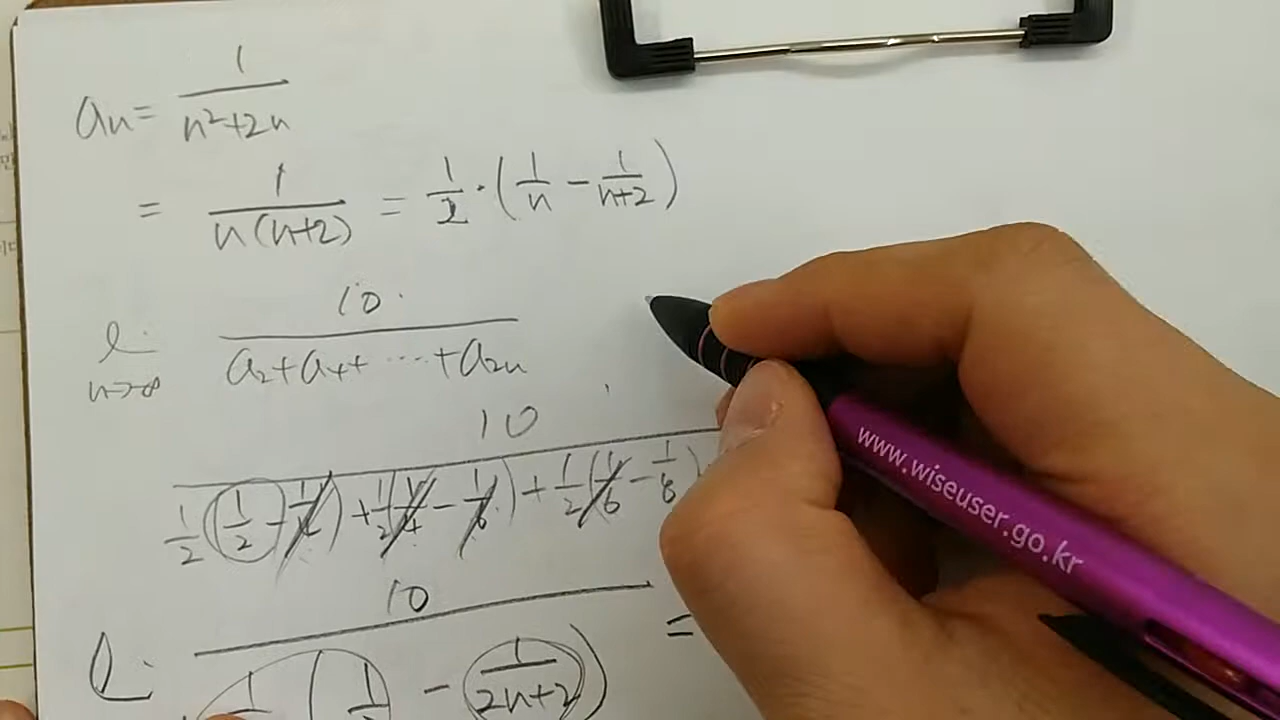 an = 1/(n²+2n)
= 1/(n(n+2)) = 1/2 · (1/n − 1/(n+2))
l n→∞ 10/(a₂+a₄+ ⋯ +a₂ₙ)
10
1/2(1/2 − 1/4) + 1/2(1/4 − 1/6) + 1/2(1/6 − 1/8)
10
l − 1/(2n+2)) =
www.wiseuser.go.kr